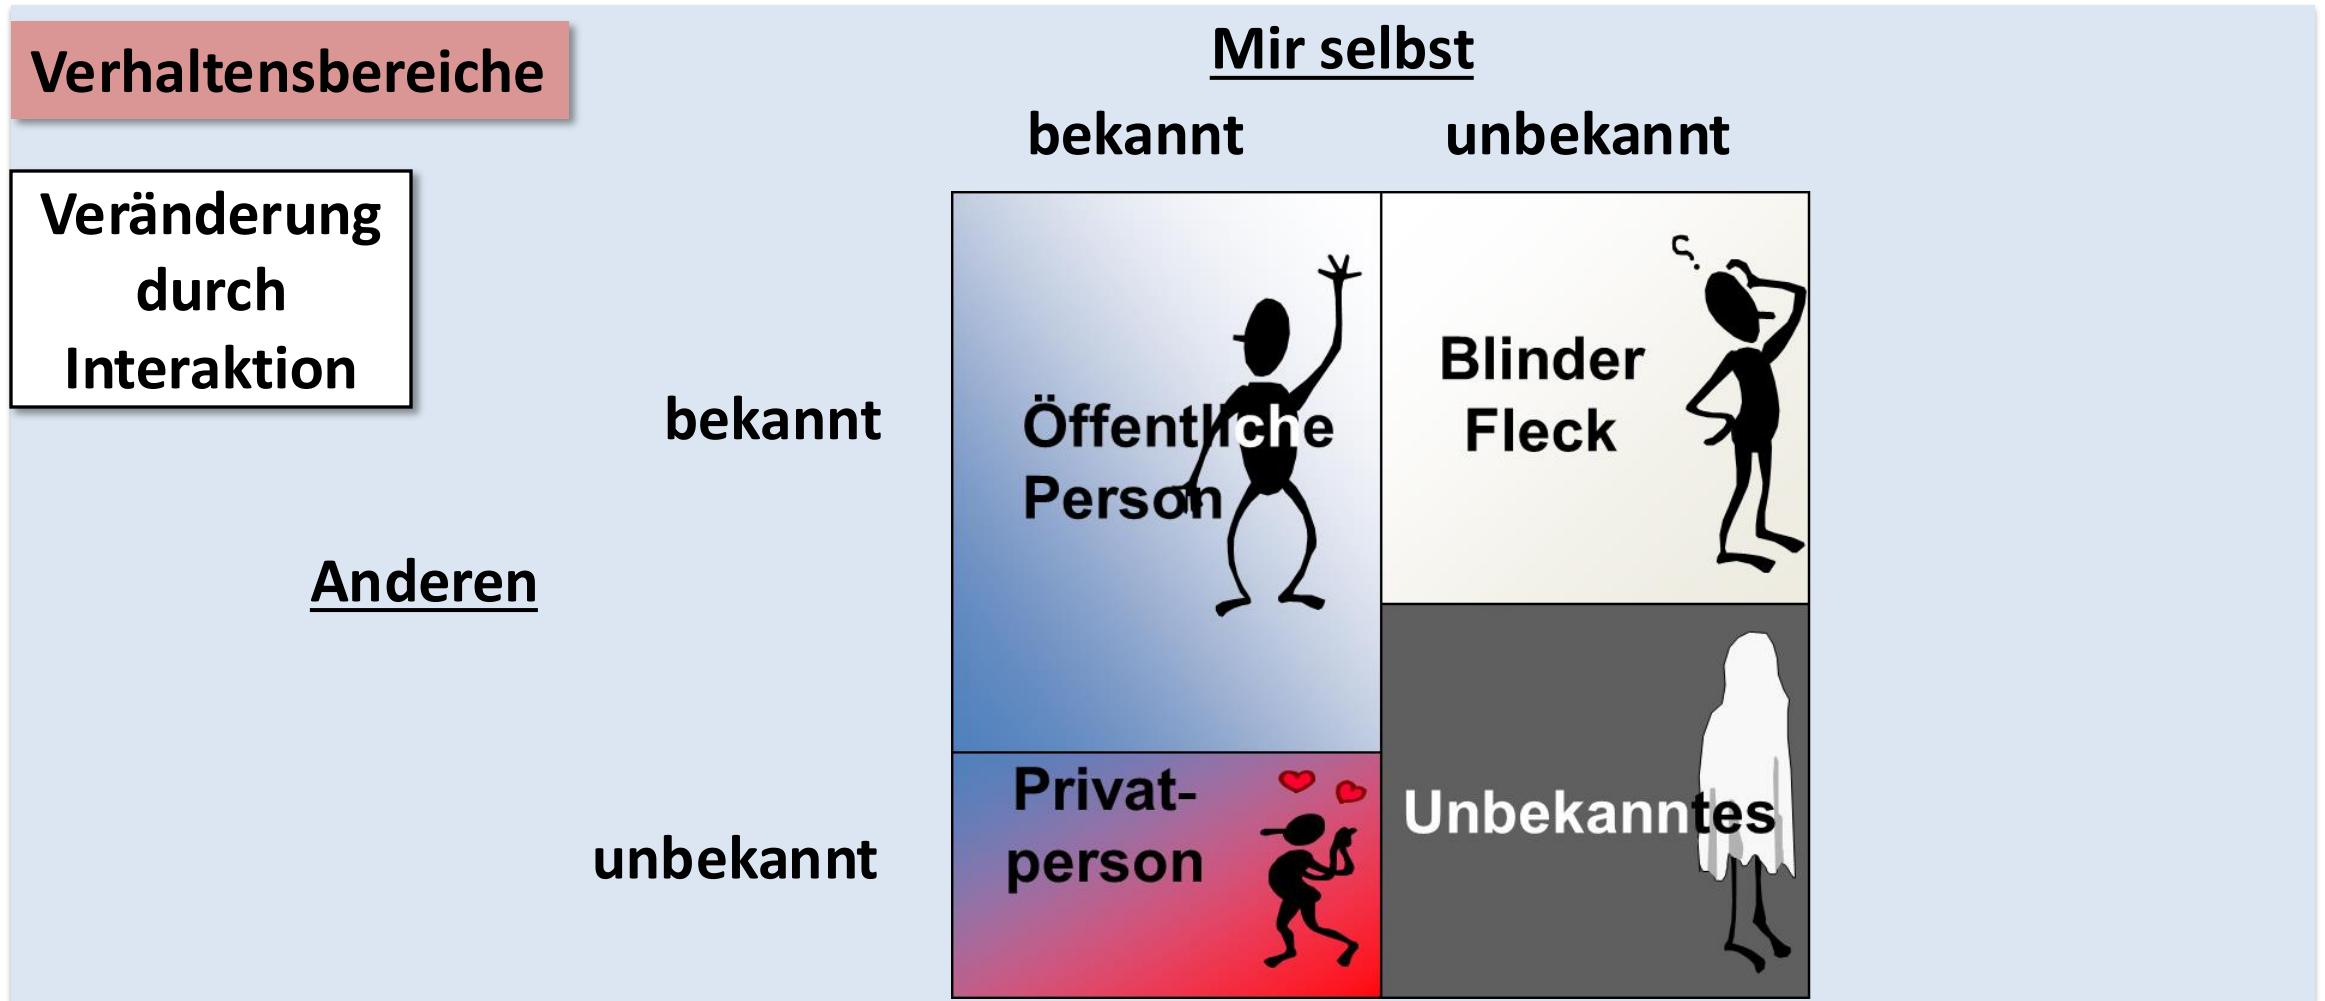 Verhaltensbereiche
Mir selbst
bekannt unbekannt
Veränderung
durch
Interaktion
bekannt
Öffentliche
Person
Blinder
Fleck
Anderen
unbekannt
Privat-
person
Unbekanntes